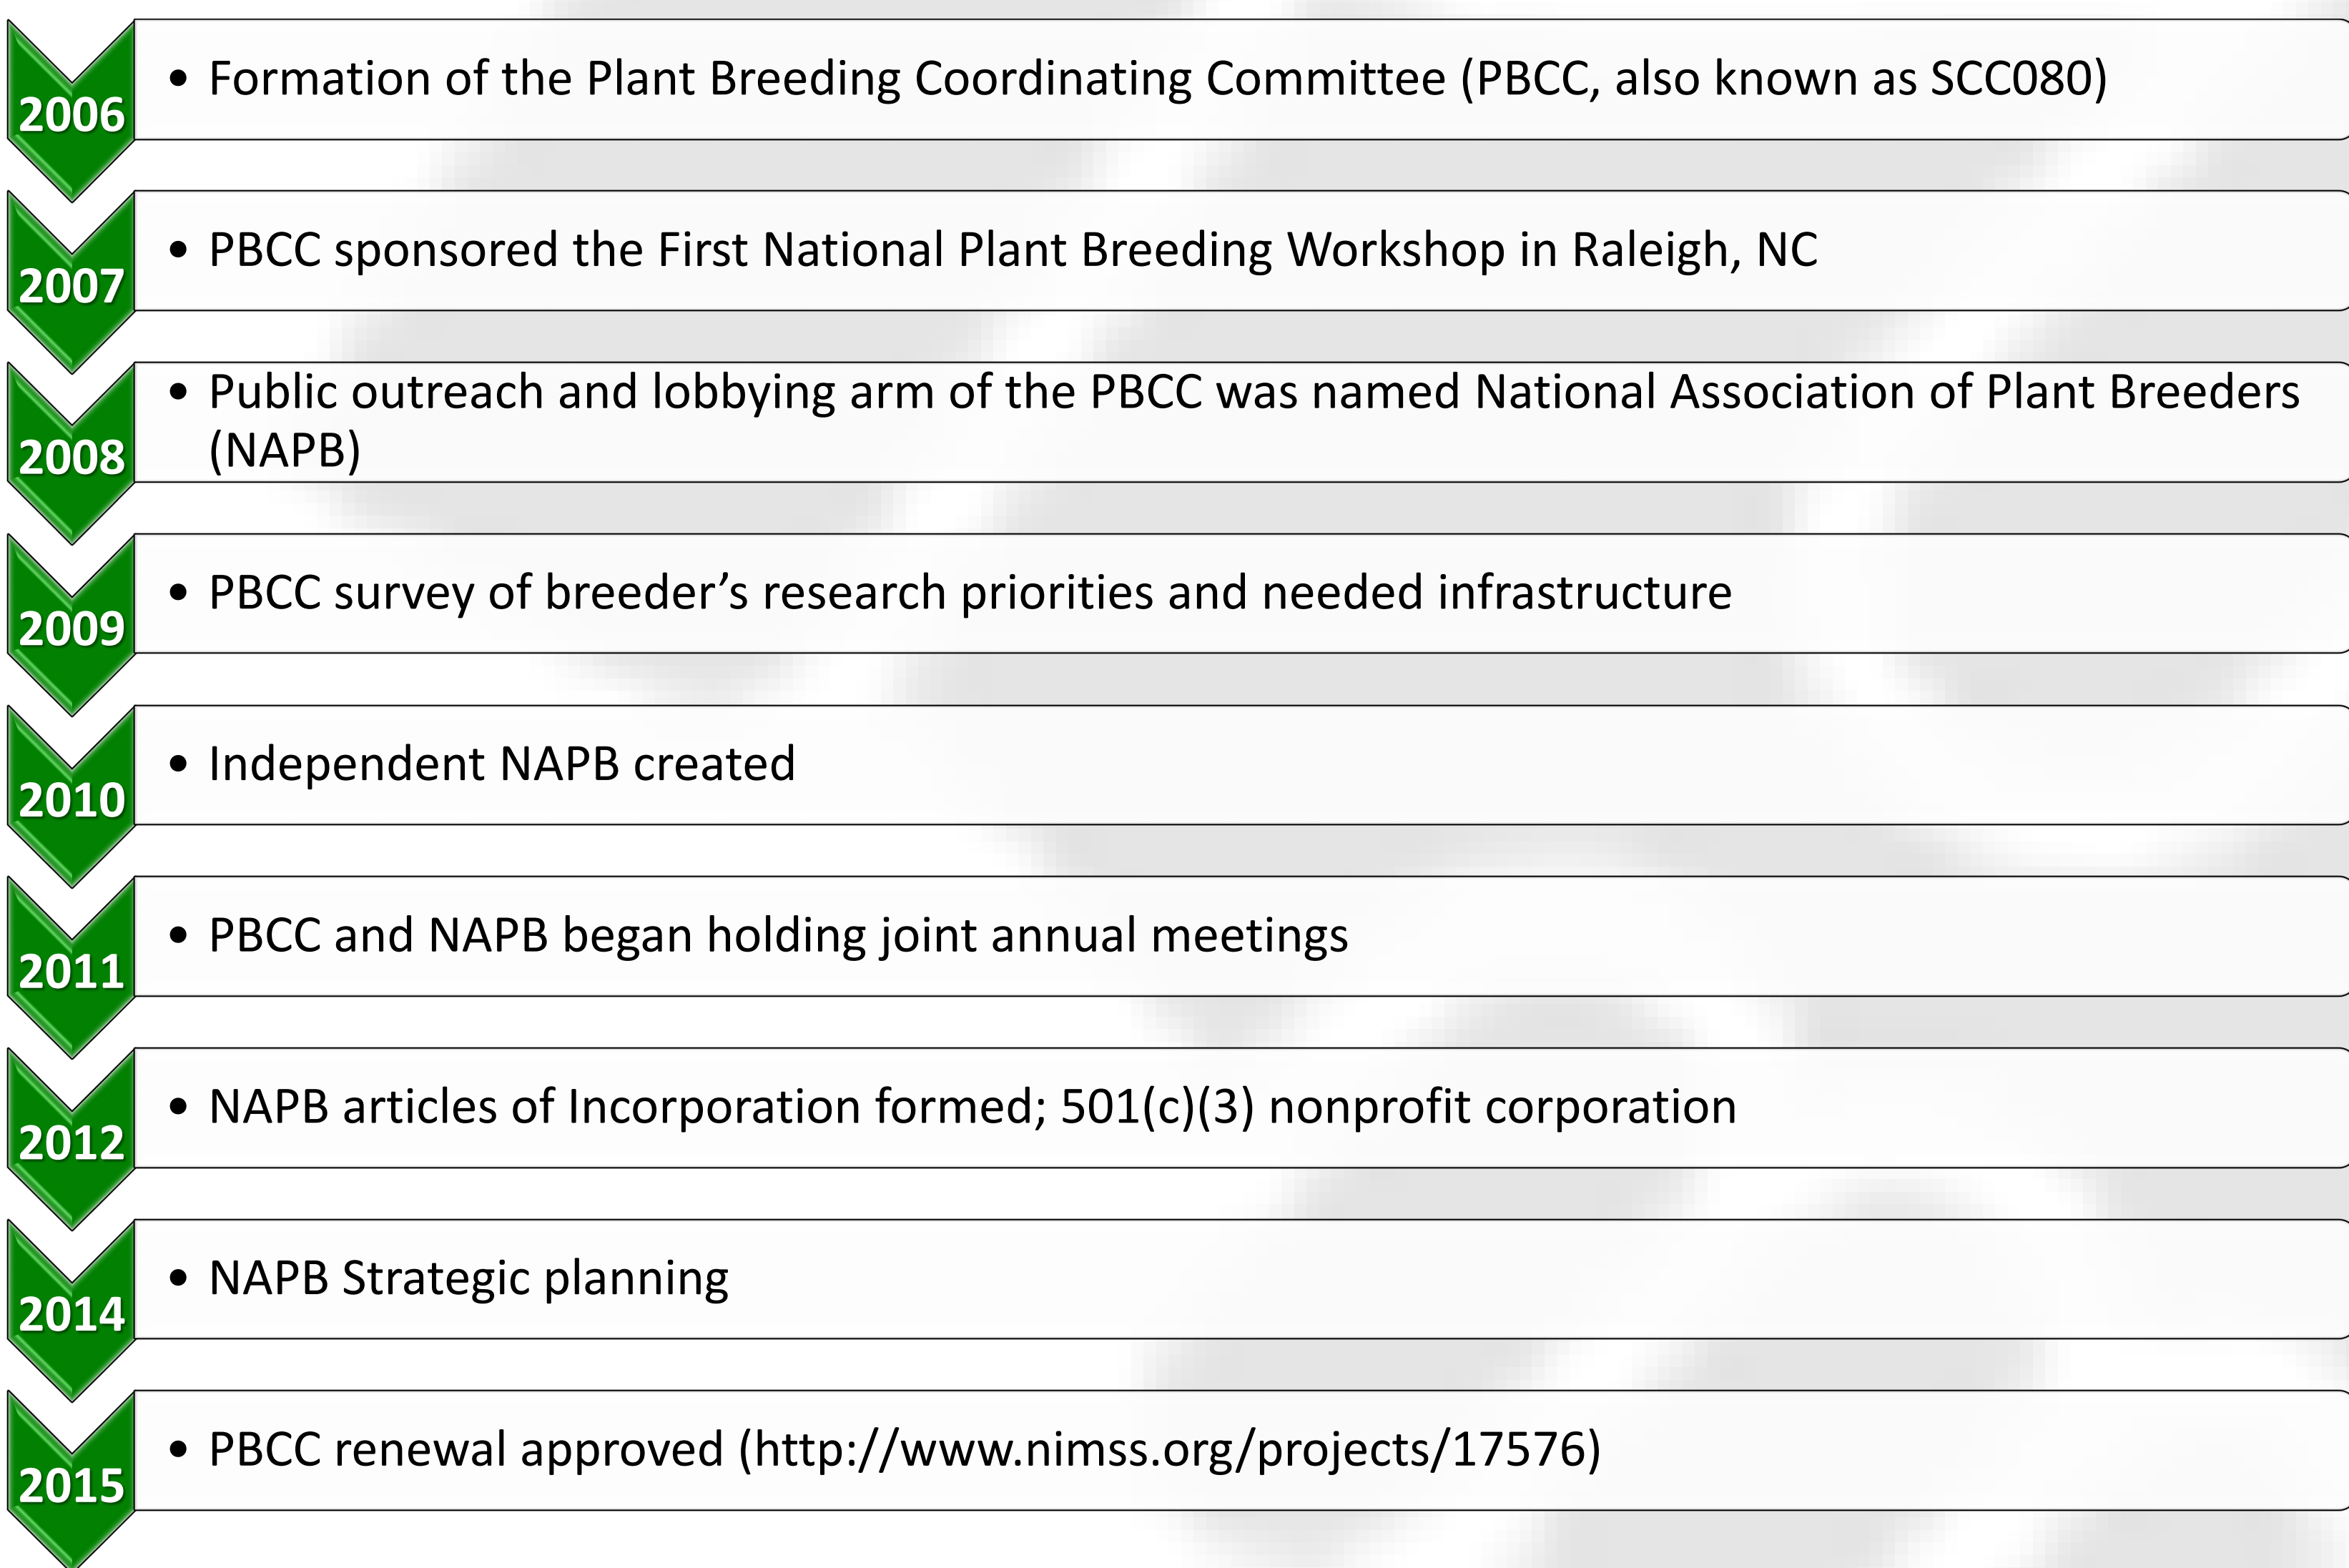 2006
• Formation of the Plant Breeding Coordinating Committee (PBCC, also known as SCC080)
2007
• PBCC sponsored the First National Plant Breeding Workshop in Raleigh, NC
2008
• Public outreach and lobbying arm of the PBCC was named National Association of Plant Breeders
(NAPB)
2009
• PBCC survey of breeder’s research priorities and needed infrastructure
2010
• Independent NAPB created
2011
• PBCC and NAPB began holding joint annual meetings
2012
• NAPB articles of Incorporation formed; 501(c)(3) nonprofit corporation
2014
• NAPB Strategic planning
2015
• PBCC renewal approved (http://www.nimss.org/projects/17576)